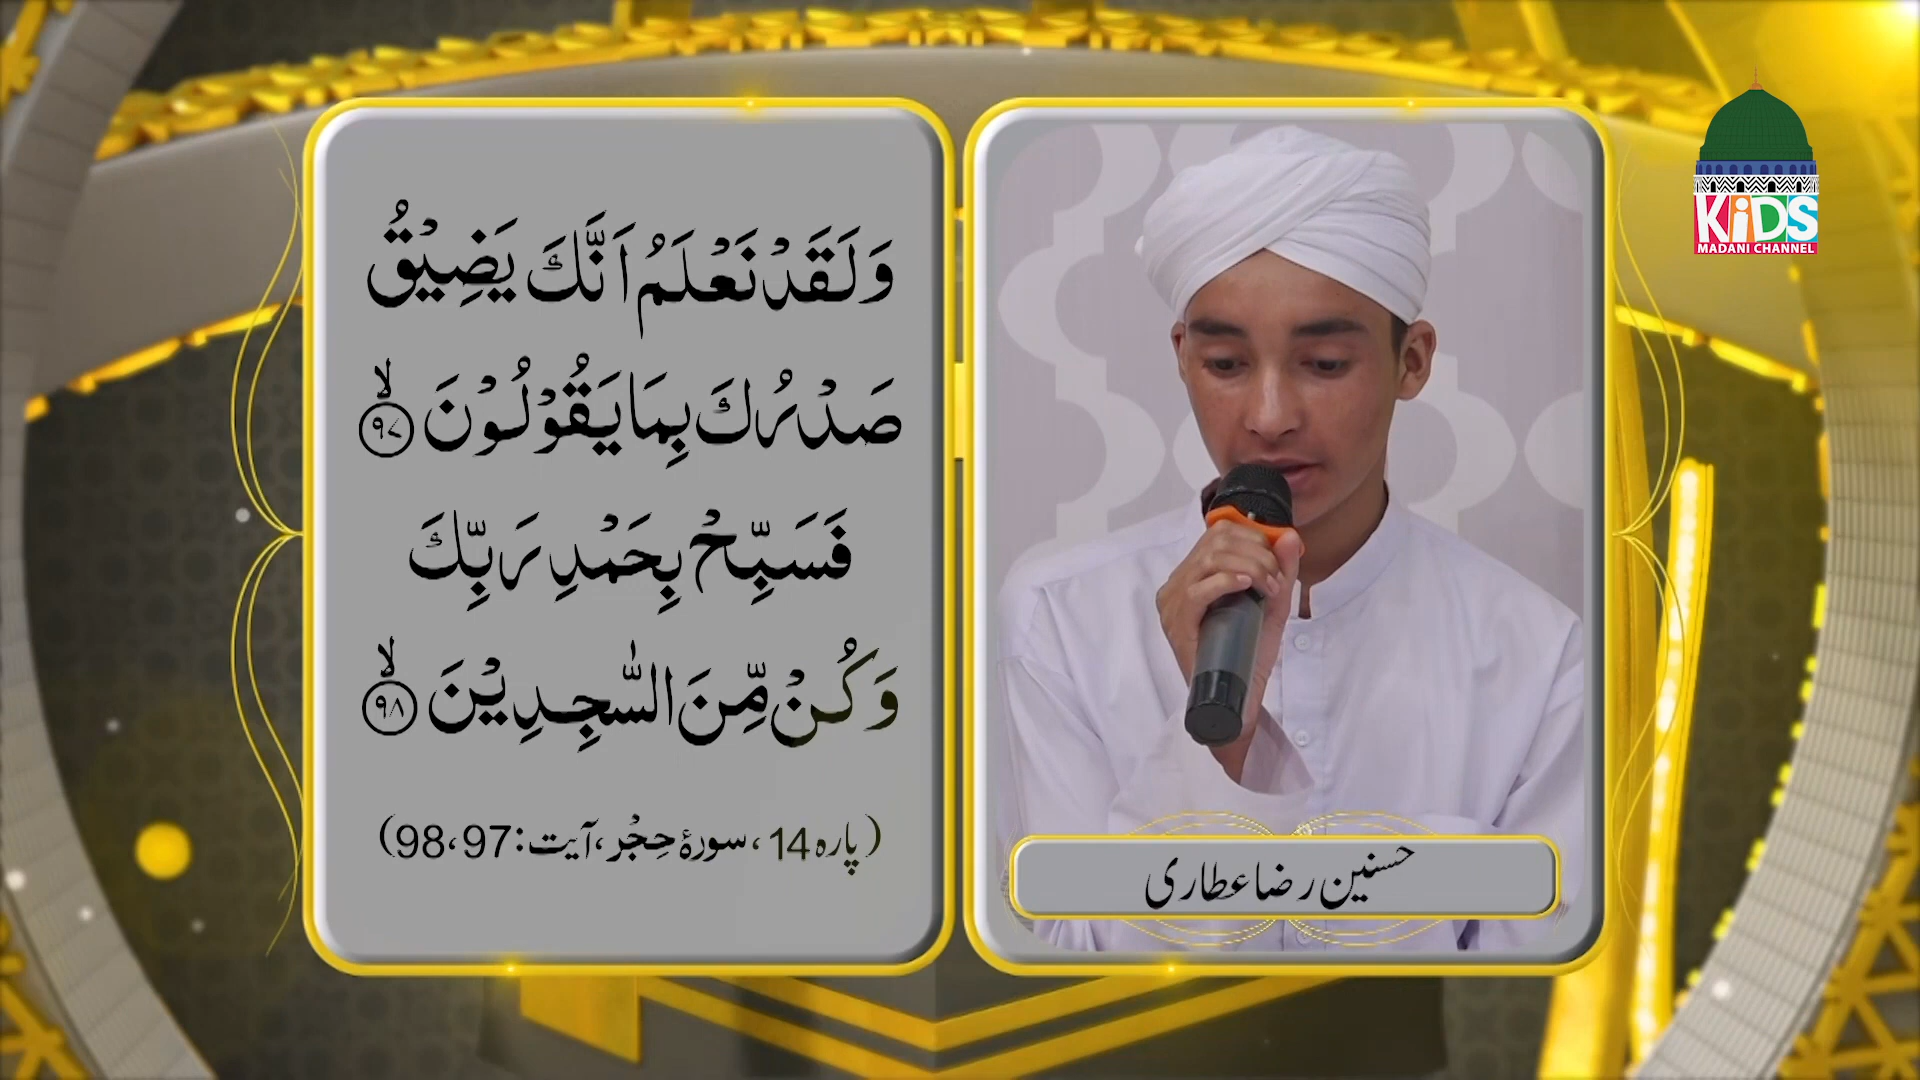 وَلَقَدْ نَعْلَمُ اَنَّكَ يَضِيْقُ
صَدْرُكَ بِمَا يَقُوْلُوْنَ ۙ﴿۹۷﴾
فَسَبِّحْ بِحَمْدِ رَبِّكَ
وَكُنْ مِّنَ السّٰجِدِيْنَ ۙ﴿۹۸﴾
(پارہ 14، سورۂ حِجْر، آیت: 97،98)
حسنین رضا عطاری
KiDS
MADANI CHANNEL